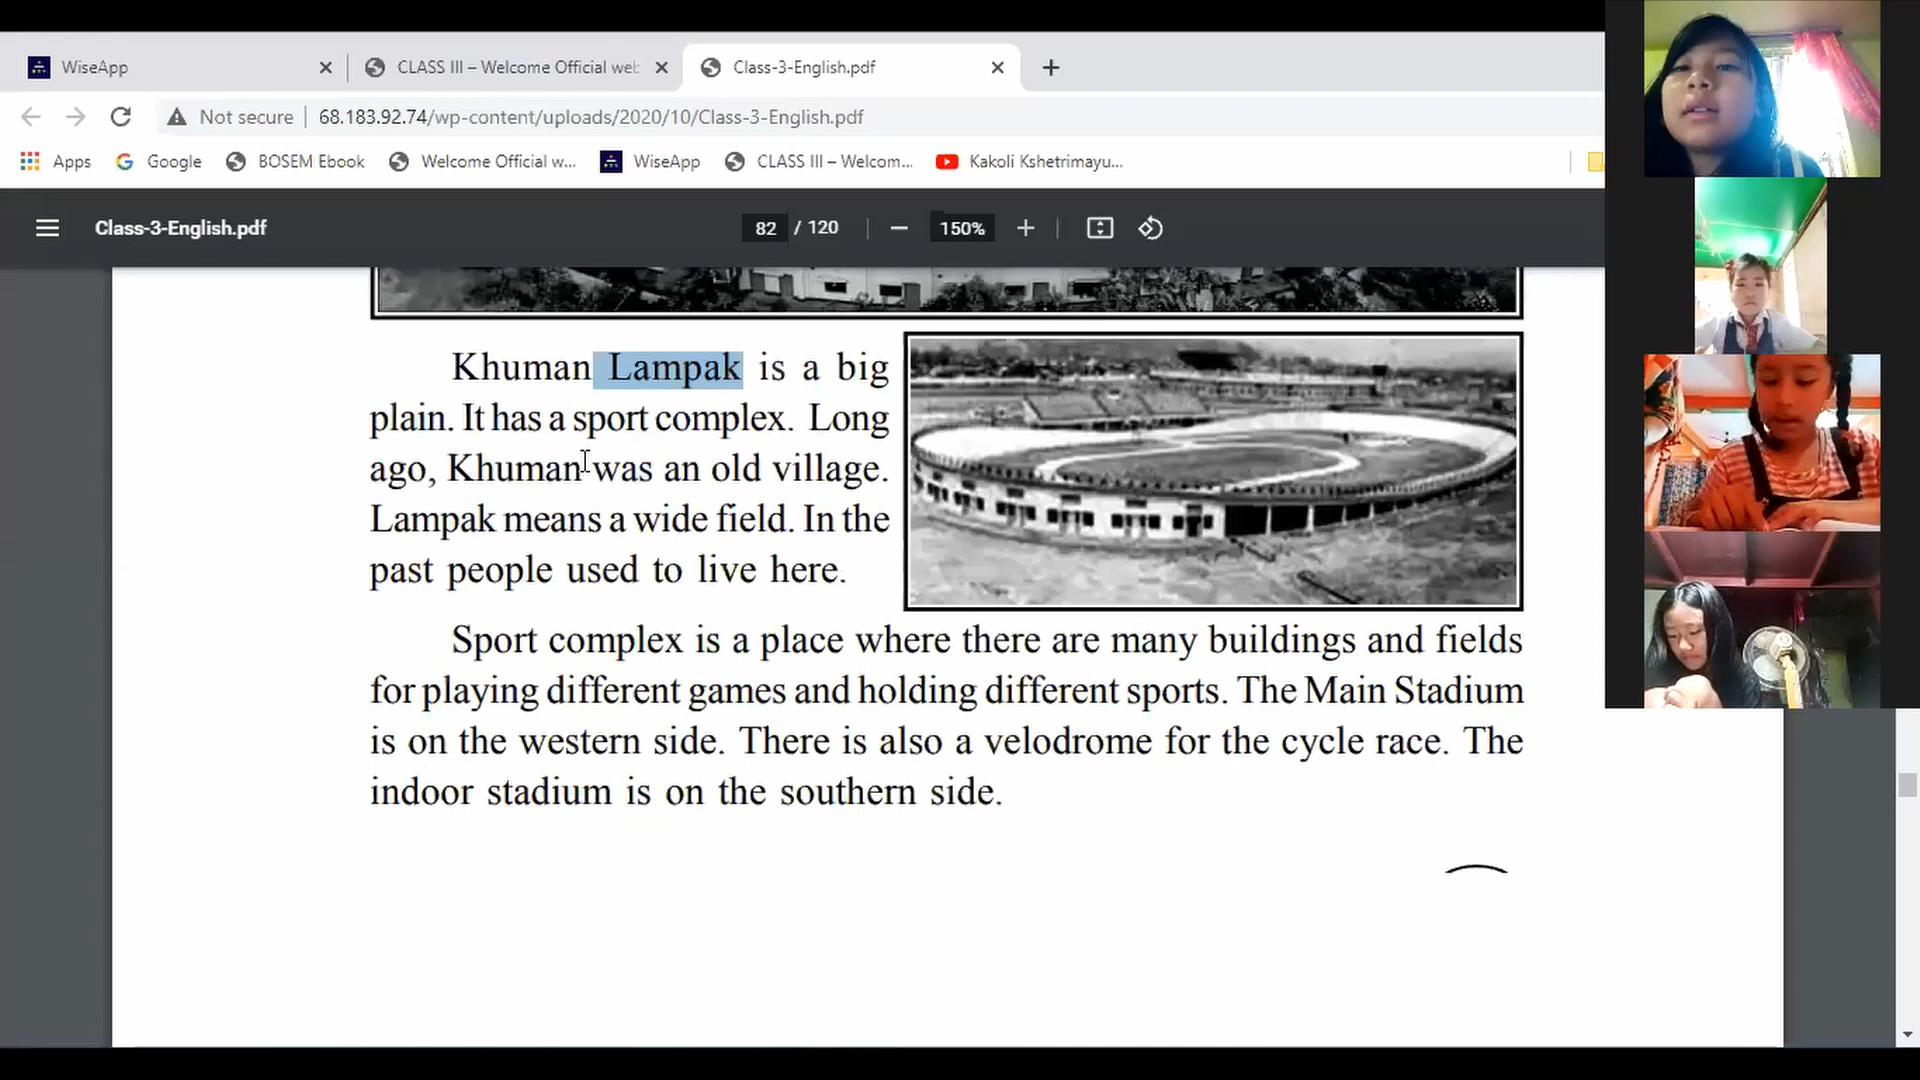 WiseApp
CLASS III – Welcome Official wel
Class-3-English.pdf
Not secure
68.183.92.74/wp-content/uploads/2020/10/Class-3-English.pdf
Apps
Google
BOSEM Ebook
Welcome Official w...
WiseApp
CLASS III – Welcom...
Kakoli Kshetrimayu...
Class-3-English.pdf
82 / 120
150%
Khuman Lampak is a big
plain. It has a sport complex. Long
ago, Khuman was an old village.
Lampak means a wide field. In the
past people used to live here.
Sport complex is a place where there are many buildings and fields
for playing different games and holding different sports. The Main Stadium
is on the western side. There is also a velodrome for the cycle race. The
indoor stadium is on the southern side.